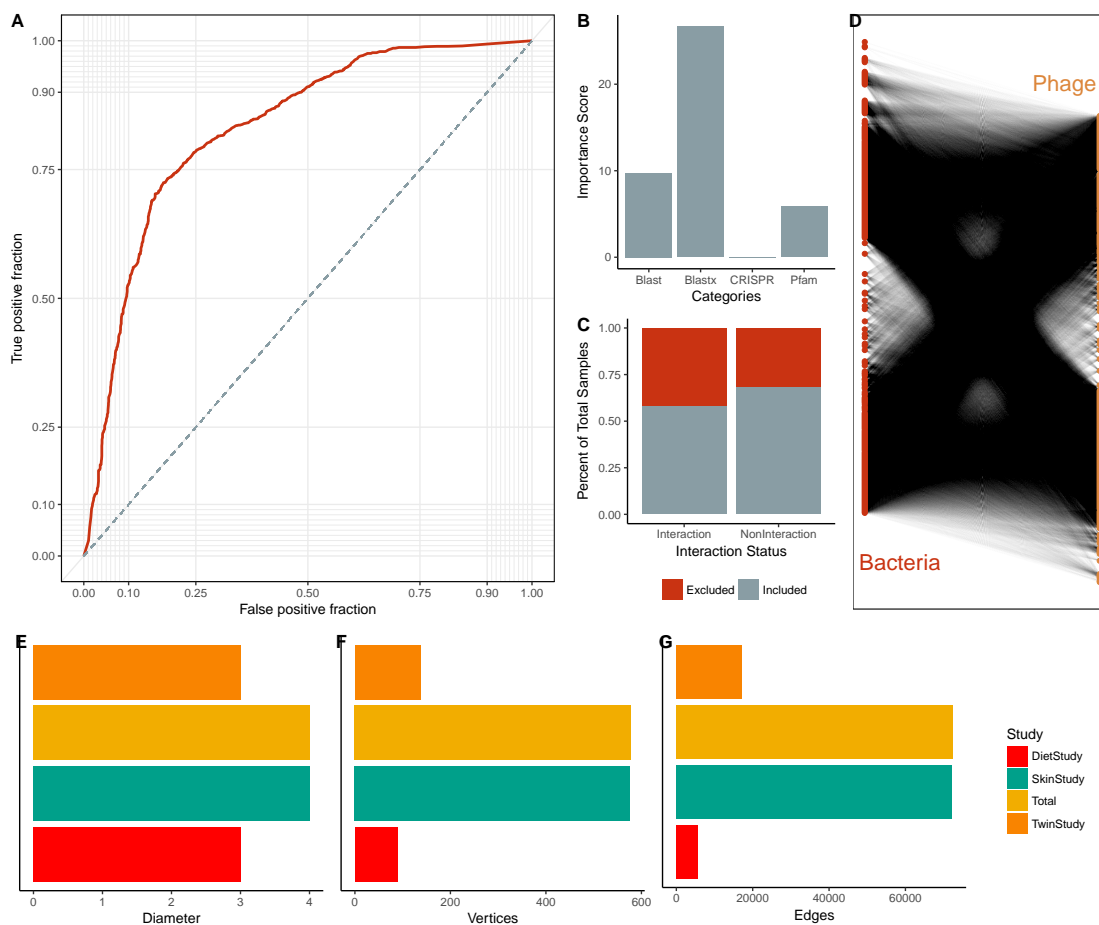 A
1.00
0.90
0.75
0.50
0.25
0.10
0.00
True positive fraction
0.00 0.10 0.25 0.50 0.75 0.90 1.00
False positive fraction
B
20
10
0
Importance Score
Blast Blastx CRISPR Pfam
Categories
C
1.00
0.75
0.50
0.25
0.00
Percent of Total Samples
Interaction NonInteraction
Interaction Status
Excluded Included
D
Phage
Bacteria
E
0 1 2 3 4
Diameter
F
0 200 400 600
Vertices
G
0 20000 40000 60000
Edges
Study
DietStudy
SkinStudy
Total
TwinStudy